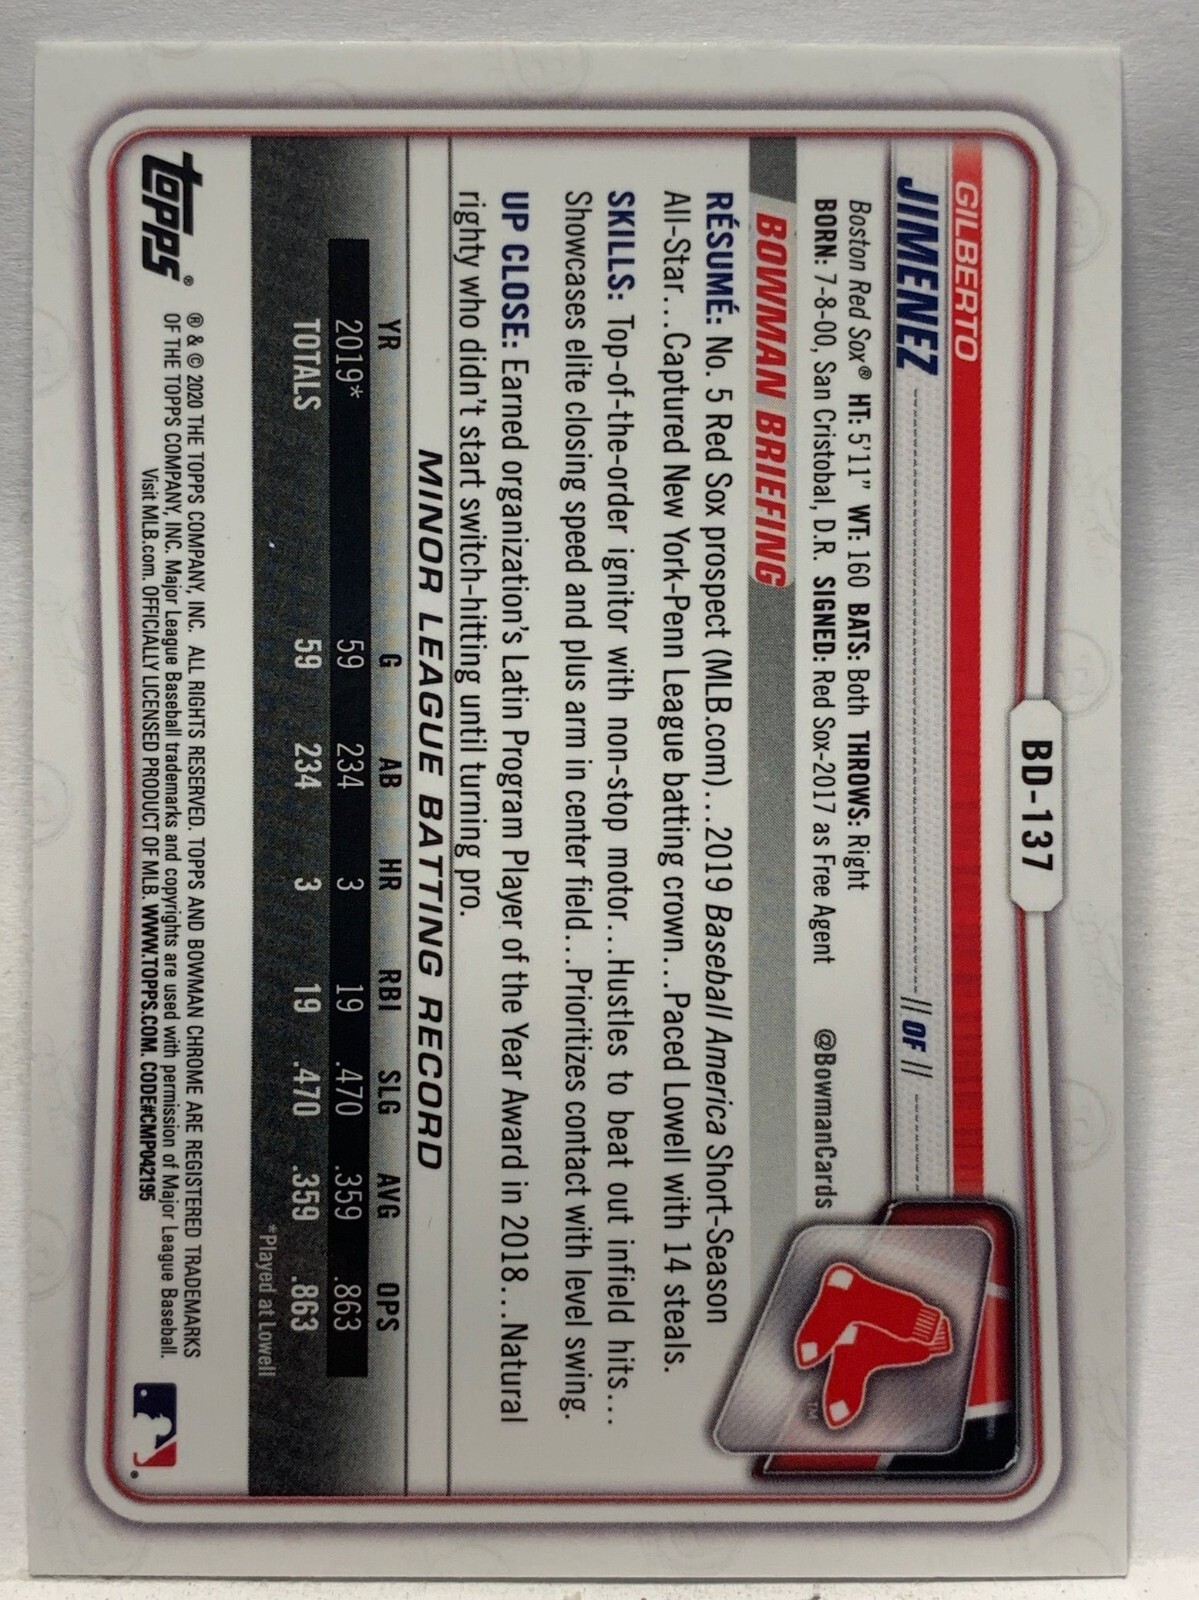 BD-137
GILBERTO
JIMENEZ // OF //
Boston Red Sox® HT: 5'11" WT: 160 BATS: Both THROWS: Right
BORN: 7-8-00, San Cristobal, D.R. SIGNED: Red Sox-2017 as Free Agent @BowmanCards
TM
BOWMAN BRIEFING
RÉSUMÉ: No. 5 Red Sox prospect (MLB.com)...2019 Baseball America Short-Season
All-Star...Captured New York-Penn League batting crown...Paced Lowell with 14 steals.
SKILLS: Top-of-the-order ignitor with non-stop motor...Hustles to beat out infield hits...
Showcases elite closing speed and plus arm in center field...Prioritizes contact with level swing.
UP CLOSE: Earned organization's Latin Program Player of the Year Award in 2018...Natural
righty who didn't start switch-hitting until turning pro.
MINOR LEAGUE BATTING RECORD
YR G AB HR RBI SLG AVG OPS
2019* 59 234 3 19 .470 .359 .863
TOTALS 59 234 3 19 .470 .359 .863
*Played at Lowell
topps®
® & © 2020 THE TOPPS COMPANY, INC. ALL RIGHTS RESERVED. TOPPS AND BOWMAN CHROME ARE REGISTERED TRADEMARKS
OF THE TOPPS COMPANY, INC. Major League Baseball trademarks and copyrights are used with permission of Major League Baseball.
Visit MLB.com. OFFICIALLY LICENSED PRODUCT OF MLB. WWW.TOPPS.COM. CODE#CMP042195